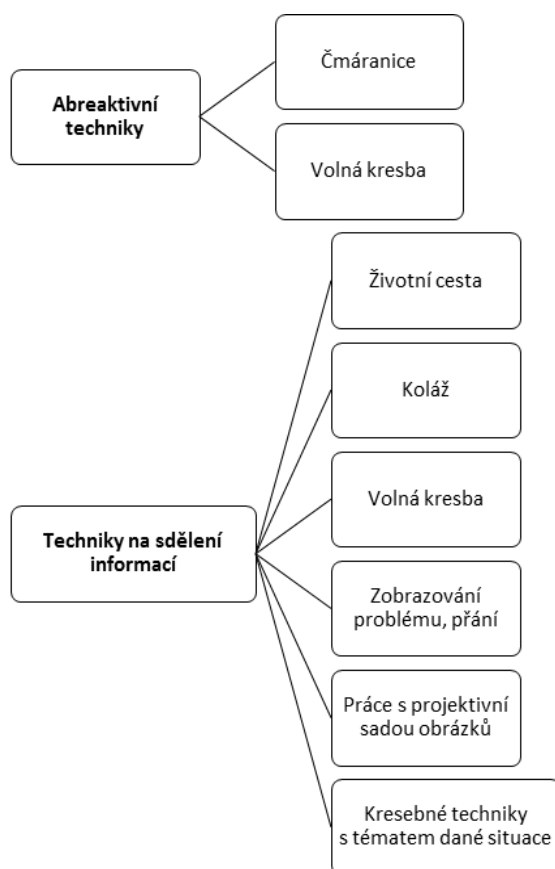 Abreaktivní
techniky
Čmáranice
Volná kresba
Techniky na sdělení
informací
Životní cesta
Koláž
Volná kresba
Zobrazování
problému, přání
Práce s projektivní
sadou obrázků
Kresebné techniky
s tématem dané situace